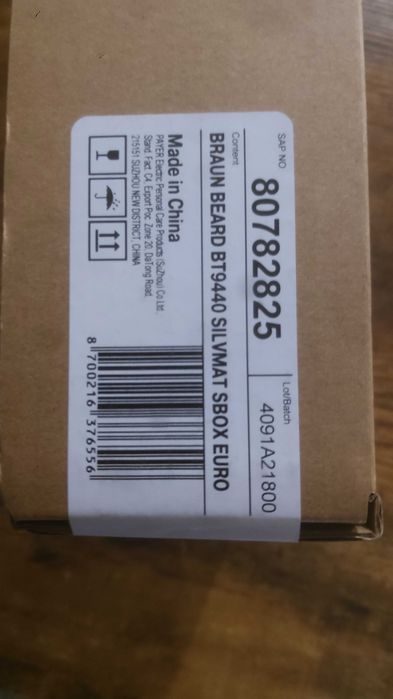 SAP NO
80782825
Lot/Batch
4091A21800
Content
BRAUN BEARD BT9440 SILVMAT SBOX EURO
Made in China
PAYER Electric Personal Care Products (SuZhou) Co Ltd.
Stand. Fact. C4, Export Proc. Zone 20, DaTong Road,
215151 SUZHOU NEW DISTRICT, CHINA
8 700216 376556